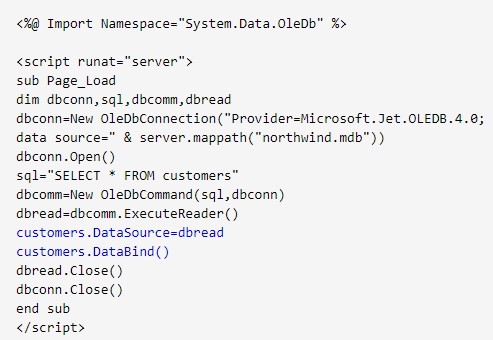 <%@ Import Namespace="System.Data.OleDb" %>
<script runat="server">
sub Page_Load
dim dbconn,sql,dbcomm,dbread
dbconn=New OleDbConnection("Provider=Microsoft.Jet.OLEDB.4.0;
data source=" & server.mappath("northwind.mdb"))
dbconn.Open()
sql="SELECT * FROM customers"
dbcomm=New OleDbCommand(sql,dbconn)
dbread=dbcomm.ExecuteReader()
customers.DataSource=dbread
customers.DataBind()
dbread.Close()
dbconn.Close()
end sub
</script>